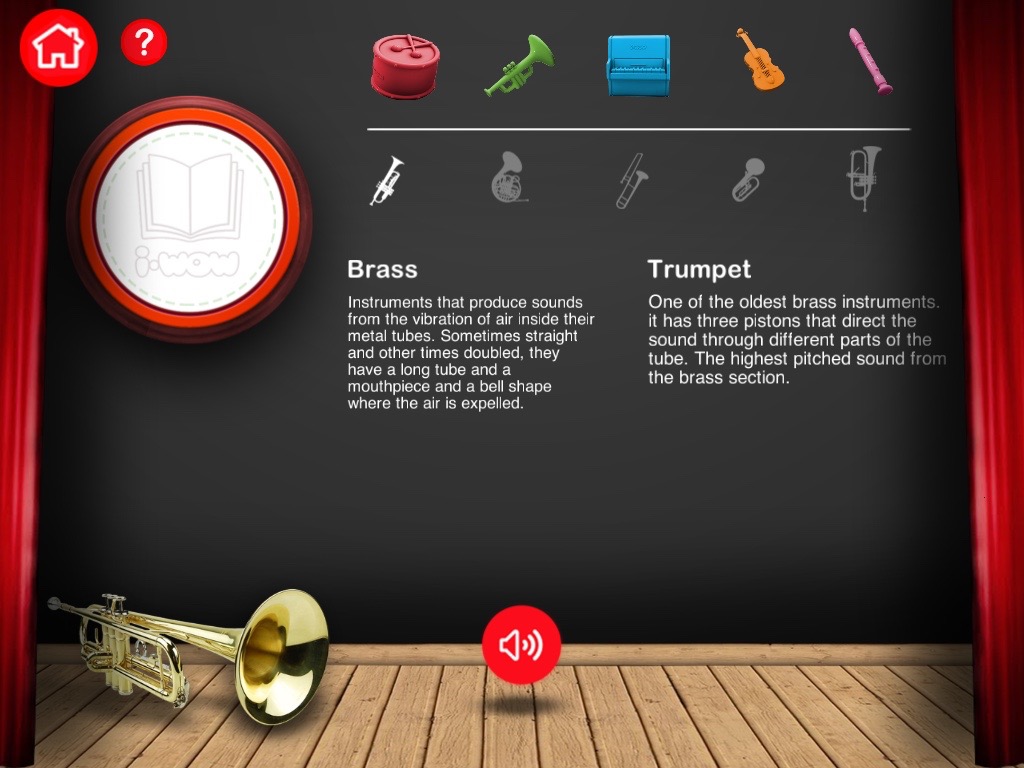 ?
i-wow
Brass
Instruments that produce sounds
from the vibration of air inside their
metal tubes. Sometimes straight
and other times doubled, they
have a long tube and a
mouthpiece and a bell shape
where the air is expelled.
Trumpet
One of the oldest brass instruments.
it has three pistons that direct the
sound through different parts of the
tube. The highest pitched sound from
the brass section.